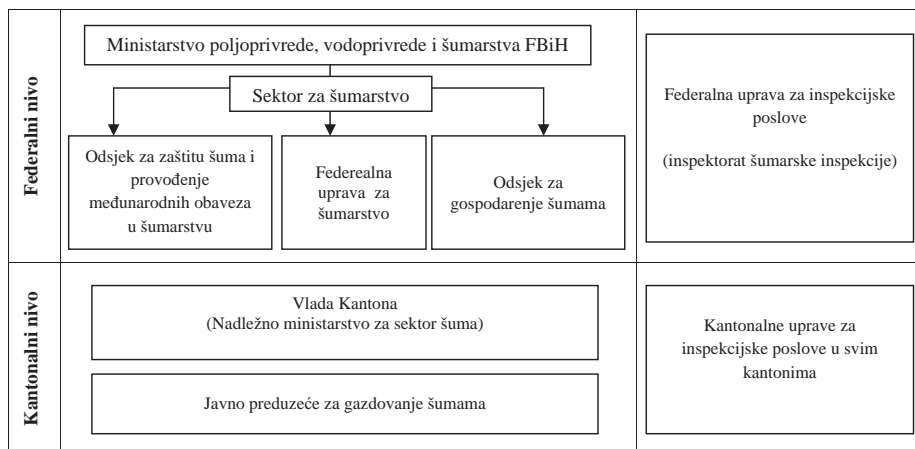 Federalni nivo
Ministarstvo poljoprivrede, vodoprivrede i šumarstva FBiH
Sektor za šumarstvo
Odsjek za zaštitu šuma i
provođenje
međunarodnih obaveza
u šumarstvu
Federealna
uprava za
šumarstvo
Odsjek za
gospodarenje šumama
Federalna uprava za inspekcijske
poslove
(inspektorat šumarske inspekcije)
Kantonalni nivo
Vlada Kantona
(Nadležno ministarstvo za sektor šuma)
Javno preduzeće za gazdovanje šumama
Kantonalne uprave za
inspekcijske poslove u svim
kantonima